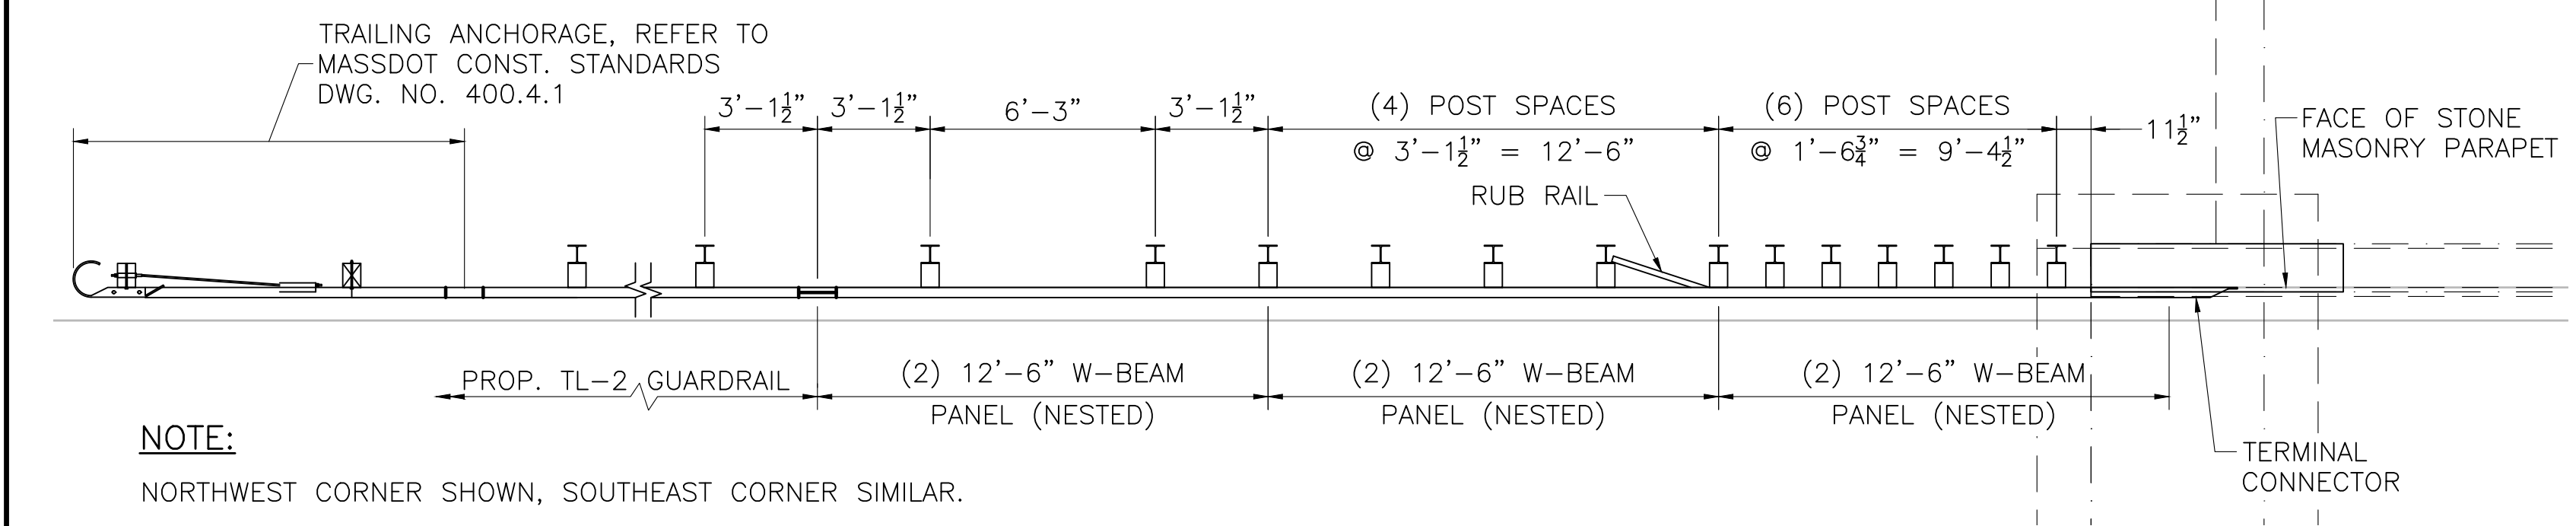 TRAILING ANCHORAGE, REFER TO
MASSDOT CONST. STANDARDS
DWG. NO. 400.4.1
3'-1½"
3'-1½"
6'-3"
3'-1½"
(4) POST SPACES
@ 3'-1½" = 12'-6"
(6) POST SPACES
@ 1'-6¾" = 9'-4½"
11½"
FACE OF STONE
MASONRY PARAPET
RUB RAIL
PROP. TL-2 GUARDRAIL
(2) 12'-6" W-BEAM
PANEL (NESTED)
(2) 12'-6" W-BEAM
PANEL (NESTED)
(2) 12'-6" W-BEAM
PANEL (NESTED)
TERMINAL
CONNECTOR
NOTE:
NORTHWEST CORNER SHOWN, SOUTHEAST CORNER SIMILAR.